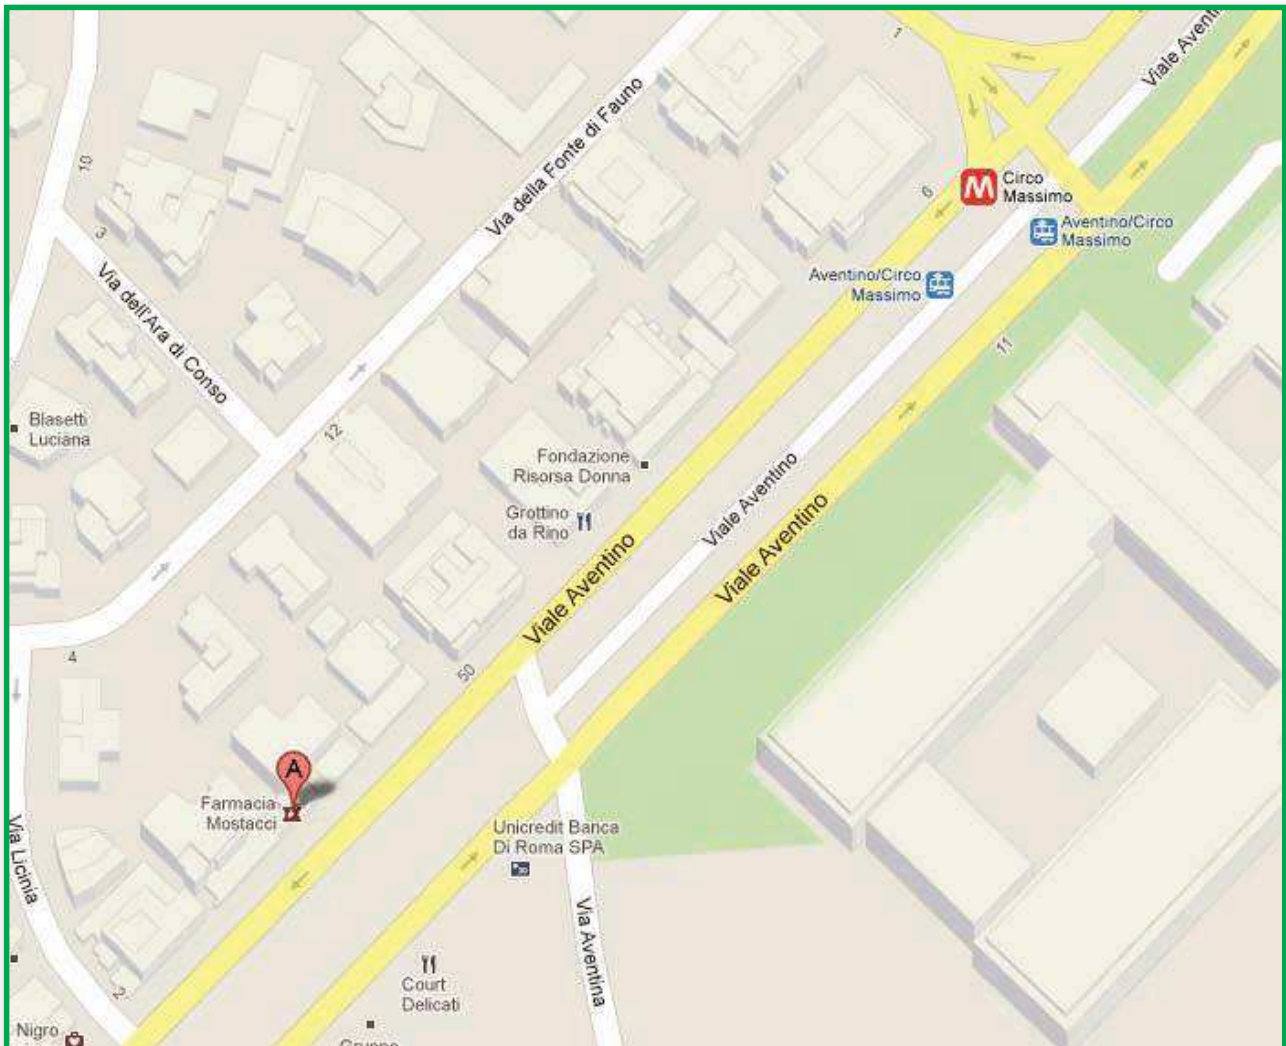 1
Viale Aventi
10
Via della Fonte di Fauno
Circo
Massimo
6
3
Aventino/Circo
Massimo
Via dell'Ara di Conso
Aventino/Circo
Massimo
11
Blasetti
Luciana
12
Fondazione
Risorsa Donna
Viale Aventino
Grottino
da Rino
Viale Aventino
Viale Aventino
4
50
A
Farmacia
Mostacci
Unicredit Banca
Di Roma SPA
Via Licinia
Via Aventina
Court
Delicati
2
Nigro